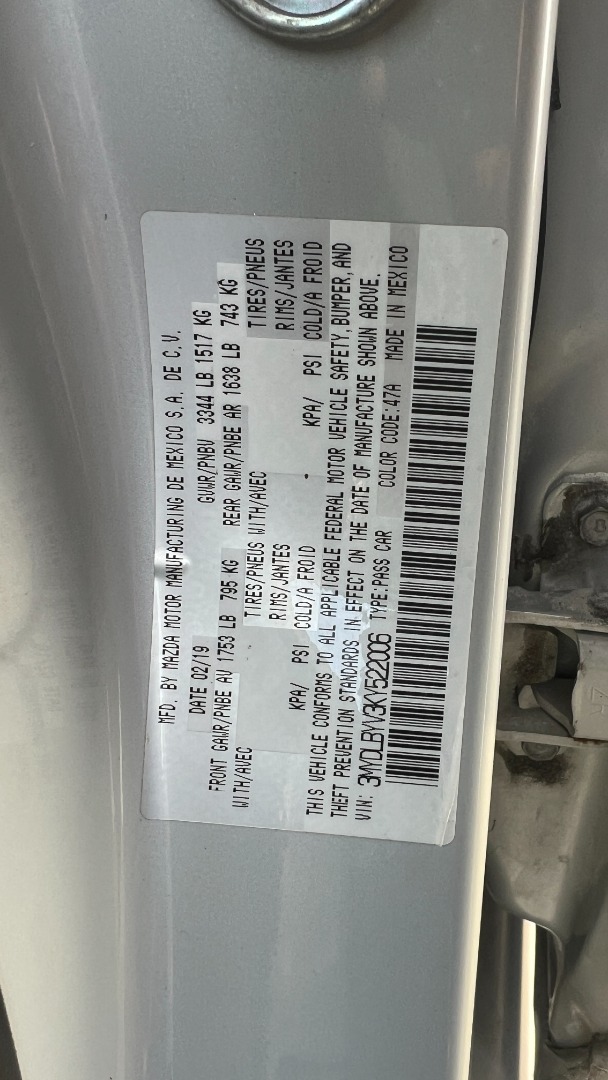 MFD. BY MAZDA MOTOR MANUFACTURING DE MEXICO S.A. DE C.V.
DATE 02/19 GVWR/PNBV 3344 LB 1517 KG
FRONT GAWR/PNBE AV 1753 LB 795 KG REAR GAWR/PNBE AR 1638 LB 743 KG
WITH/AVEC TIRES/PNEUS WITH/AVEC TIRES/PNEUS
RIMS/JANTES RIMS/JANTES
KPA/ PSI COLD/A FROID KPA/ PSI COLD/A FROID
THIS VEHICLE CONFORMS TO ALL APPLICABLE FEDERAL MOTOR VEHICLE SAFETY, BUMPER, AND
THEFT PREVENTION STANDARDS IN EFFECT ON THE DATE OF MANUFACTURE SHOWN ABOVE.
VIN: 3MYDLBYV3KY522006 TYPE:PASS CAR COLOR CODE:47A MADE IN MEXICO